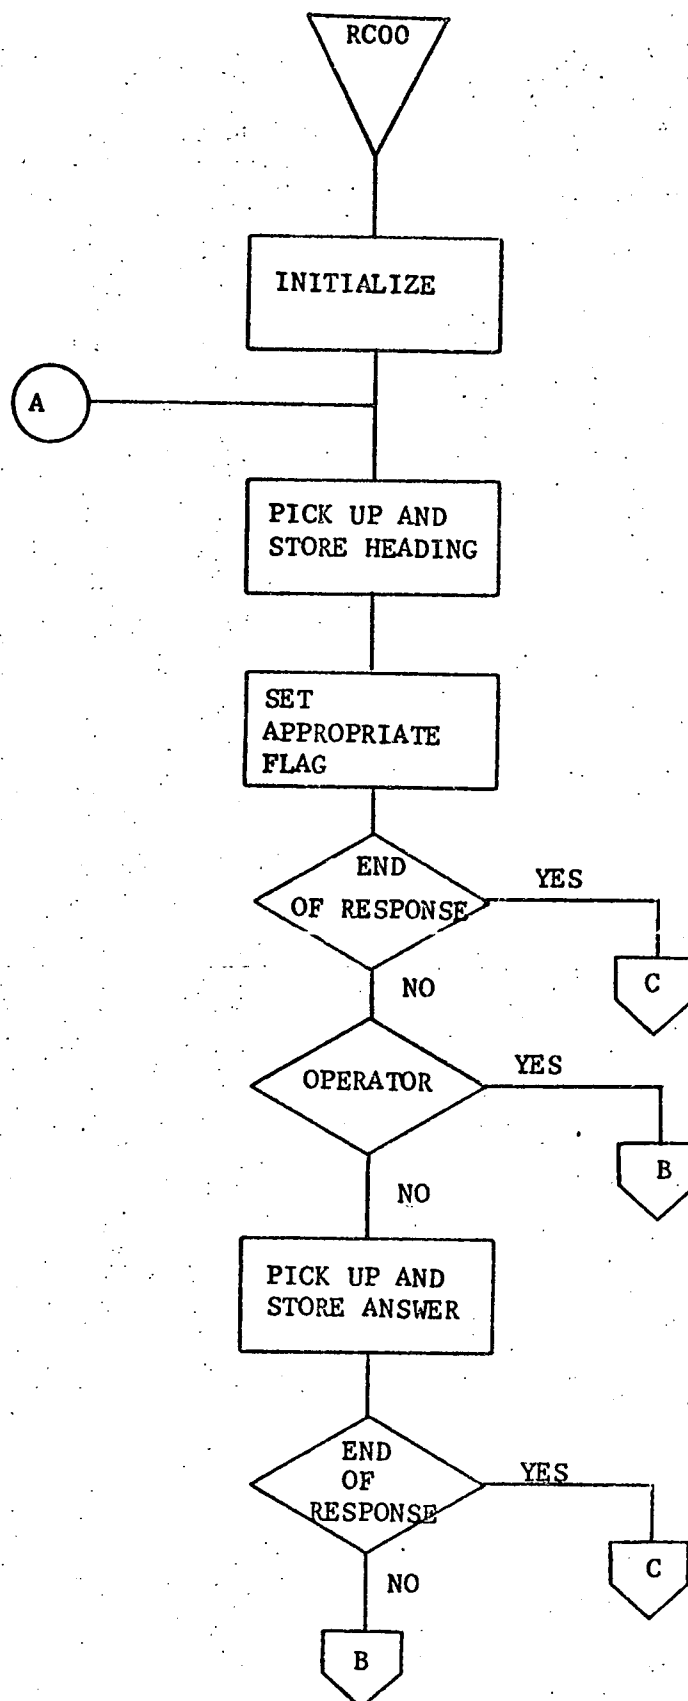 RC00
INITIALIZE
A
PICK UP AND
STORE HEADING
SET
APPROPRIATE
FLAG
END
OF RESPONSE
YES
C
NO
OPERATOR
YES
B
NO
PICK UP AND
STORE ANSWER
END
OF
RESPONSE
YES
C
NO
B